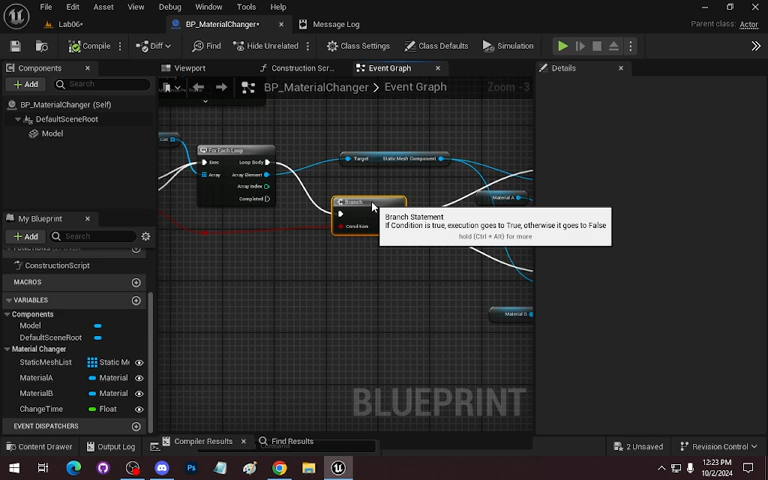 File Edit Asset View Debug Window Tools Help
Lab06•
BP_MaterialChanger•
Message Log
Parent class: Actor
Compile
Diff
Find
Hide Unrelated
Class Settings
Class Defaults
Simulation
Components
Viewport
Construction Scr...
Event Graph
Details
+ Add
Search
BP_MaterialChanger > Event Graph
Zoom -3
BP_MaterialChanger (Self)
DefaultSceneRoot
Model
For Each Loop
Exec
Loop Body
Array
Array Element
Array Index
Completed
Target
Static Mesh Component
Material A
Branch
Condition
Branch Statement
If Condition is true, execution goes to True, otherwise it goes to False
hold (Ctrl + Alt) for more
My Blueprint
+ Add
Search
ConstructionScript
MACROS
VARIABLES
Components
Model
DefaultSceneRoot
Material Changer
StaticMeshList
Static Me
MaterialA
Material
MaterialB
Material
ChangeTime
Float
EVENT DISPATCHERS
Material B
BLUEPRINT
Content Drawer
Output Log
Compiler Results
Find Results
2 Unsaved
Revision Control
12:23 PM
10/2/2024